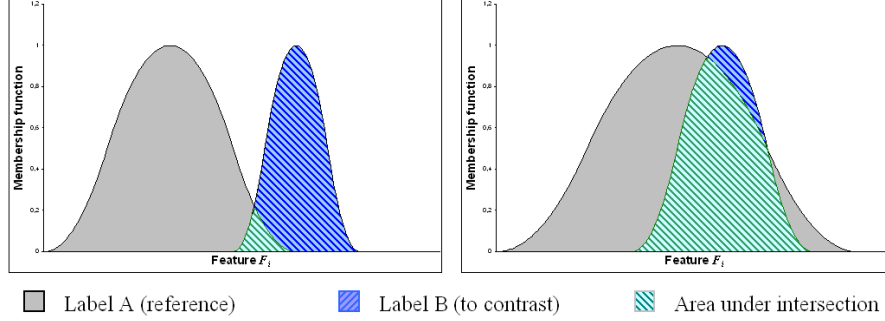 1,2
1
0,8
0,6
0,4
0,2
0
Membership function
Feature Fi
1,2
1
0,8
0,6
0,4
0,2
0
Membership function
Feature Fi
Label A (reference)
Label B (to contrast)
Area under intersection